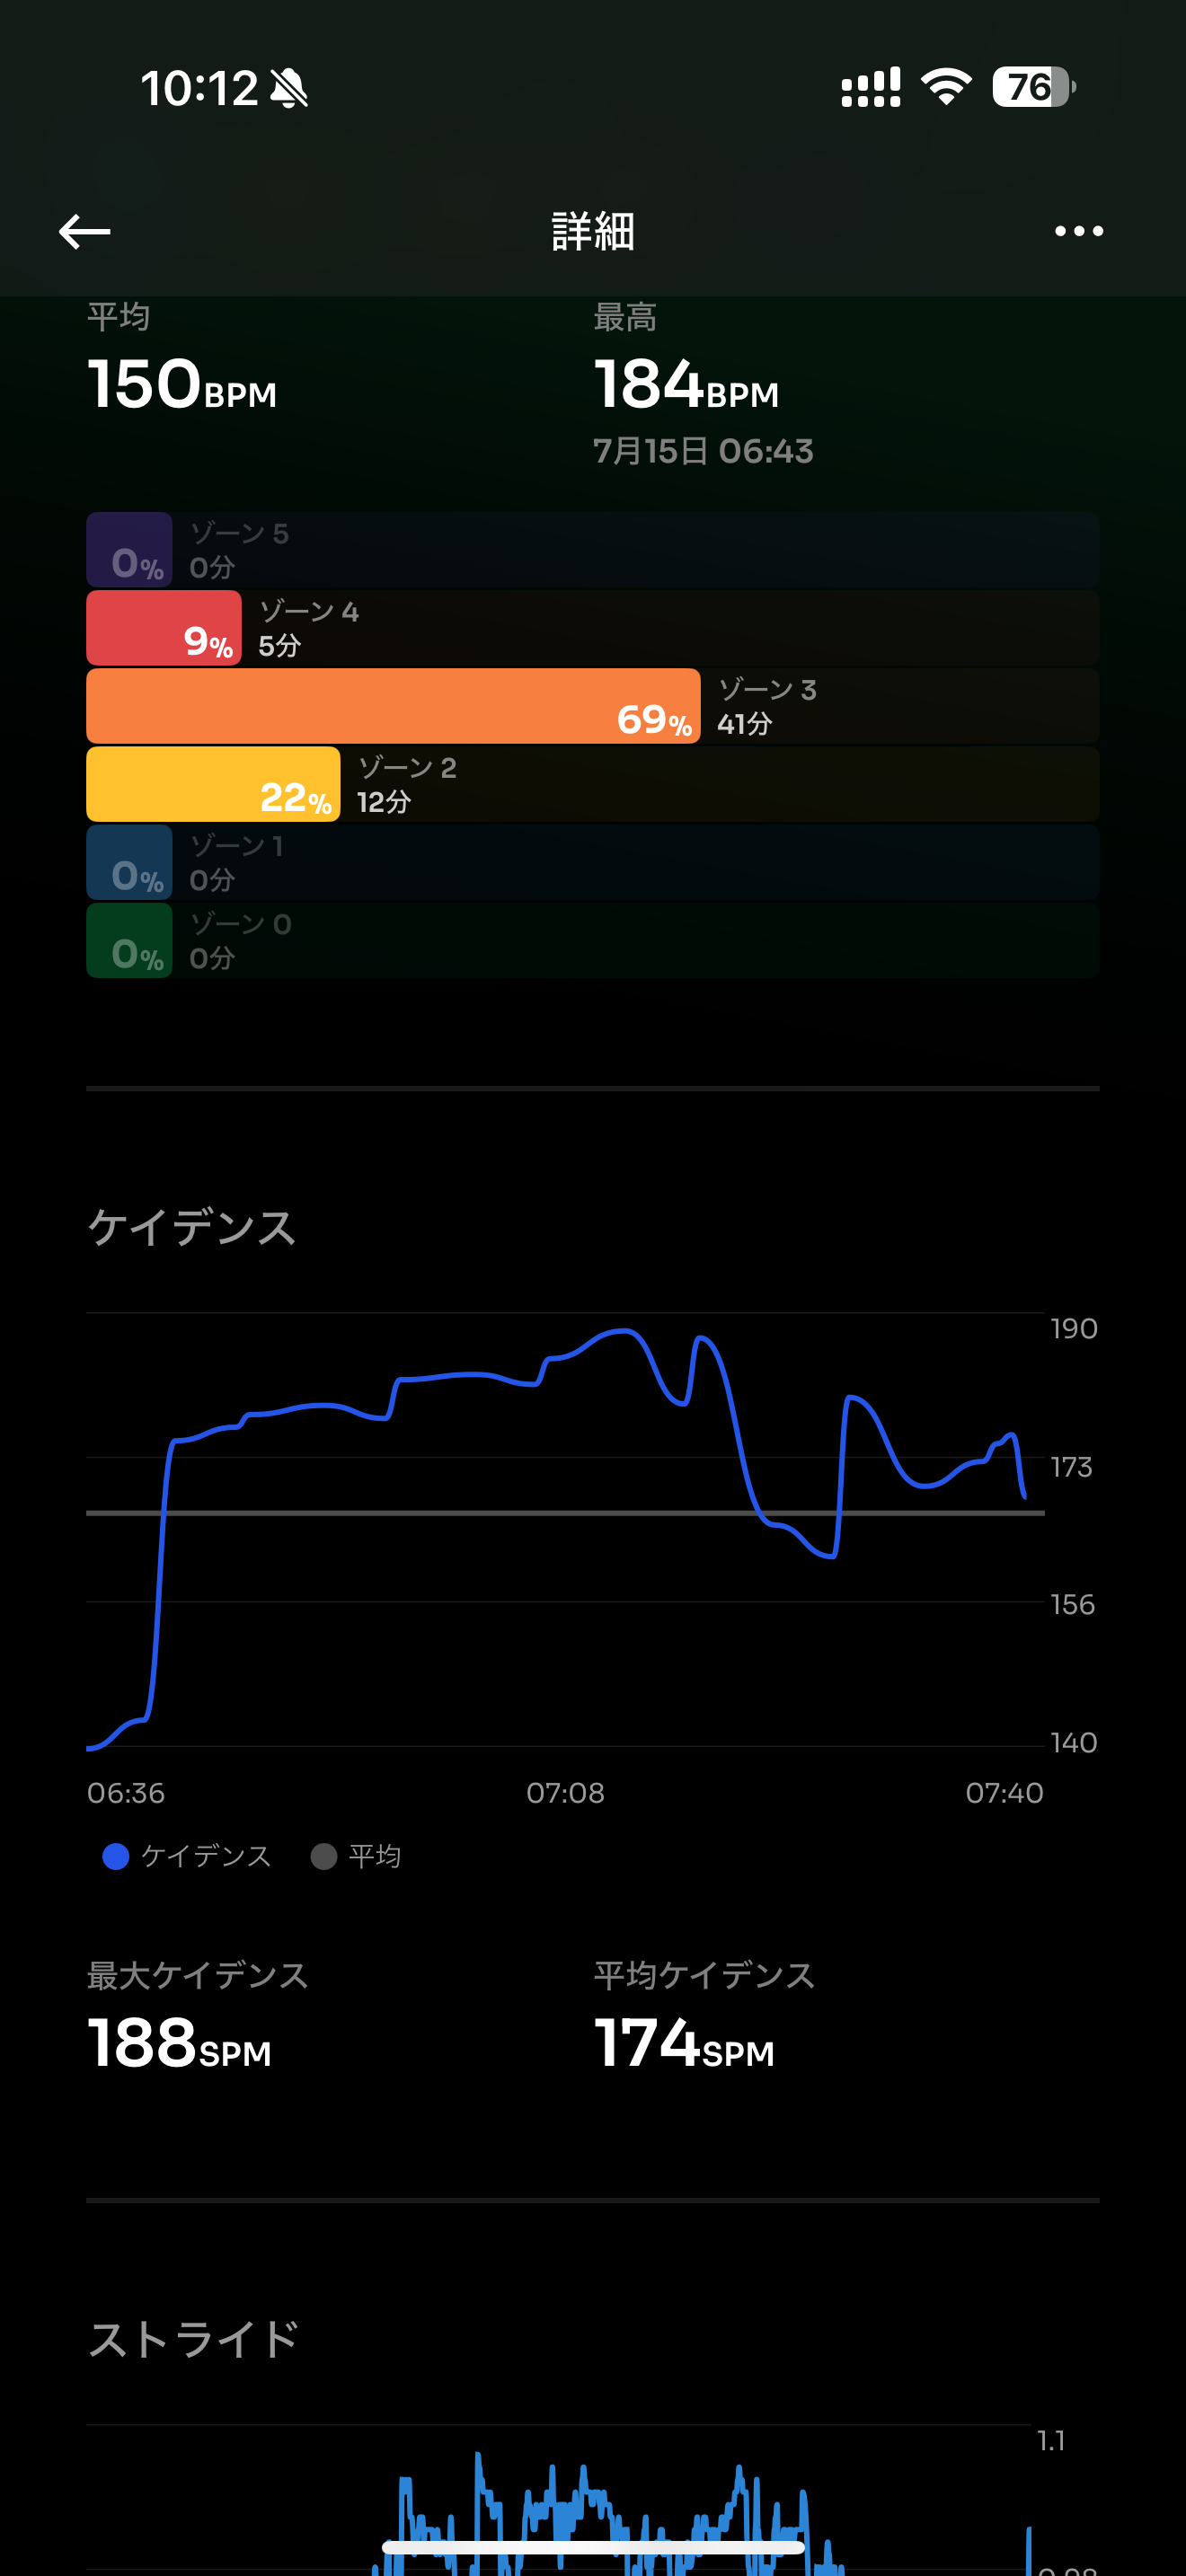 10:12
76
詳細
平均
最高
150BPM
184BPM
7月15日 06:43
ゾーン 5
0%
0分
ゾーン 4
9%
5分
ゾーン 3
69%
41分
ゾーン 2
22%
12分
ゾーン 1
0%
0分
ゾーン 0
0%
0分
ケイデンス
190
173
156
140
06:36
07:08
07:40
ケイデンス
平均
最大ケイデンス
平均ケイデンス
188SPM
174SPM
ストライド
1.1
0.98